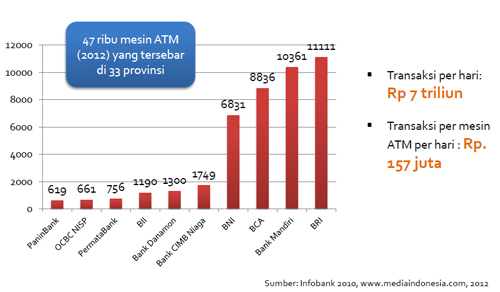 47 ribu mesin ATM
(2012) yang tersebar
di 33 provinsi
12000
10000
8000
6000
4000
2000
0
619
661
756
1190
1300
1749
6831
8836
10361
11111
PaninBank
OCBC NISP
PermataBank
BII
Bank Danamon
Bank CIMB Niaga
BNI
BCA
Bank Mandiri
BRI
▪ Transaksi per hari:
Rp 7 triliun
▪ Transaksi per mesin
ATM per hari : Rp.
157 juta
Sumber: Infobank 2010, www.mediaindonesia.com, 2012